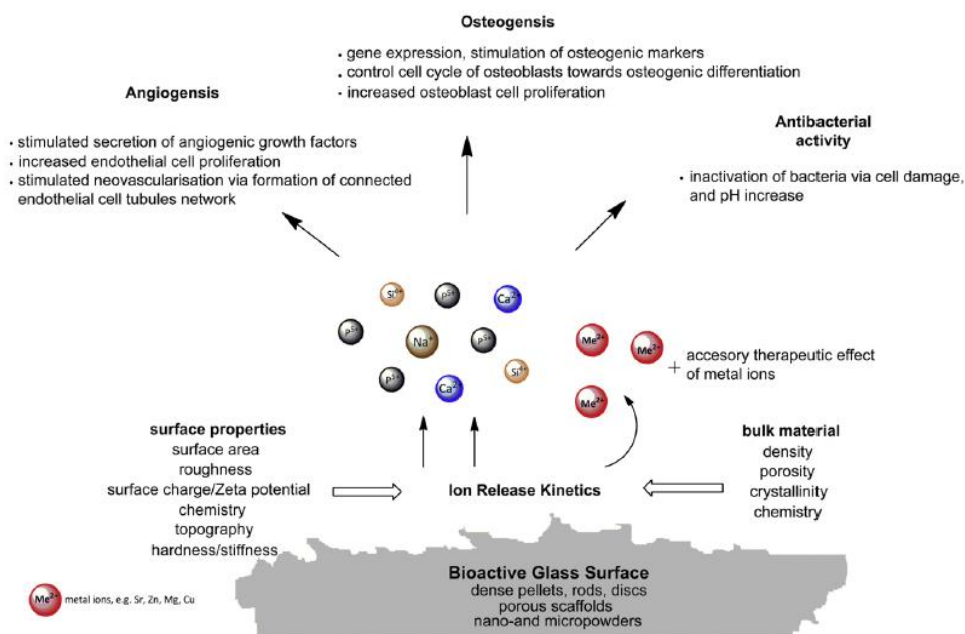 Osteogensis
· gene expression, stimulation of osteogenic markers
· control cell cycle of osteoblasts towards osteogenic differentiation
· increased osteoblast cell proliferation
Angiogensis
· stimulated secretion of angiogenic growth factors
· increased endothelial cell proliferation
· stimulated neovascularisation via formation of connected
endothelial cell tubules network
Antibacterial
activity
· inactivation of bacteria via cell damage,
and pH increase
Si⁴⁺
P⁵⁺
Ca²⁺
P⁵⁺
Na⁺
P⁵⁺
Me²⁺
Me²⁺
P⁵⁺
Ca²⁺
Si⁴⁺
Me²⁺
+ accesory therapeutic effect
of metal ions
surface properties
surface area
roughness
surface charge/Zeta potential
chemistry
topography
hardness/stiffness
Ion Release Kinetics
bulk material
density
porosity
crystallinity
chemistry
Bioactive Glass Surface
dense pellets, rods, discs
porous scaffolds
nano-and micropowders
Me²⁺ metal ions, e.g. Sr, Zn, Mg, Cu